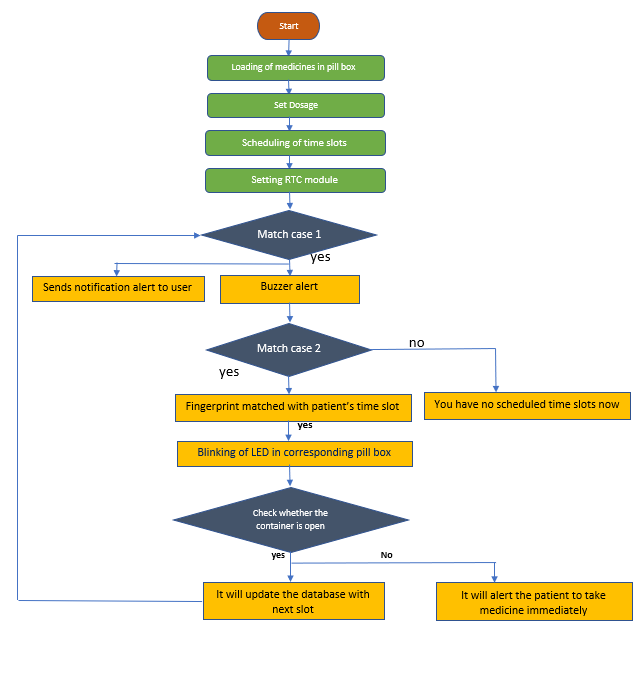 Start
Loading of medicines in pill box
Set Dosage
Scheduling of time slots
Setting RTC module
Match case 1
yes
Sends notification alert to user
Buzzer alert
Match case 2
no
yes
Fingerprint matched with patient's time slot
You have no scheduled time slots now
yes
Blinking of LED in corresponding pill box
Check whether the
container is open
yes
No
It will update the database with
next slot
It will alert the patient to take
medicine immediately